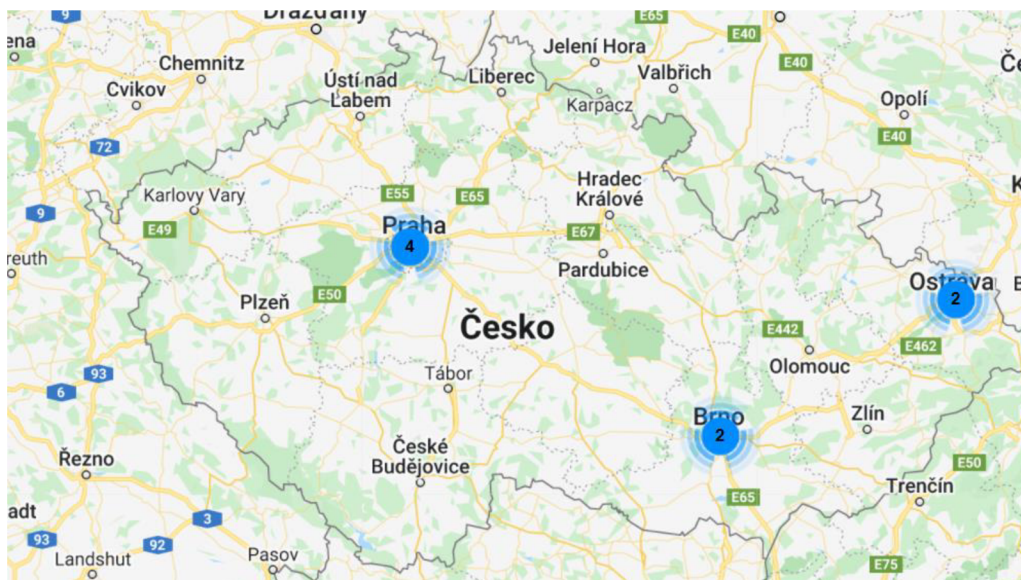 9
Drážďany
E65
E40
ena
Chemnitz
Cvikov
Ústí nad
Labem
Liberec
Jelení Hora
Karpacz
Valbřich
E40
Opolí
E40
72
Karlovy Vary
E55
E65
Hradec
Králové
9
E49
Praha
4
E67
Pardubice
reuth
Plzeň
E50
Česko
Ostrava
2
E442
E462
Olomouc
93
6
Tábor
Brno
2
Zlín
Řezno
České
Budějovice
E50
Trenčín
E65
adt
3
93
92
Landshut
Pasov
E75